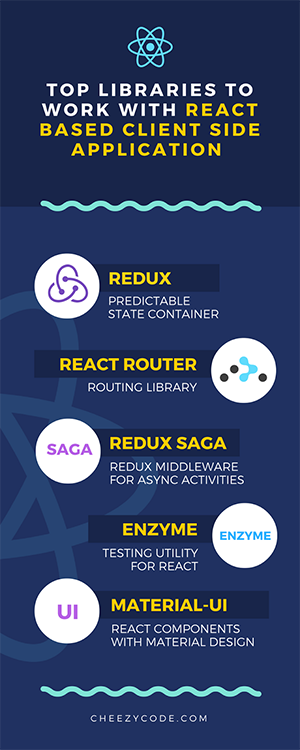 TOP LIBRARIES TO
WORK WITH REACT
BASED CLIENT SIDE
APPLICATION
REDUX
PREDICTABLE
STATE CONTAINER
REACT ROUTER
ROUTING LIBRARY
SAGA
REDUX SAGA
REDUX MIDDLEWARE
FOR ASYNC ACTIVITIES
ENZYME
ENZYME
TESTING UTILITY
FOR REACT
UI
MATERIAL-UI
REACT COMPONENTS
WITH MATERIAL DESIGN
CHEEZYCODE.COM